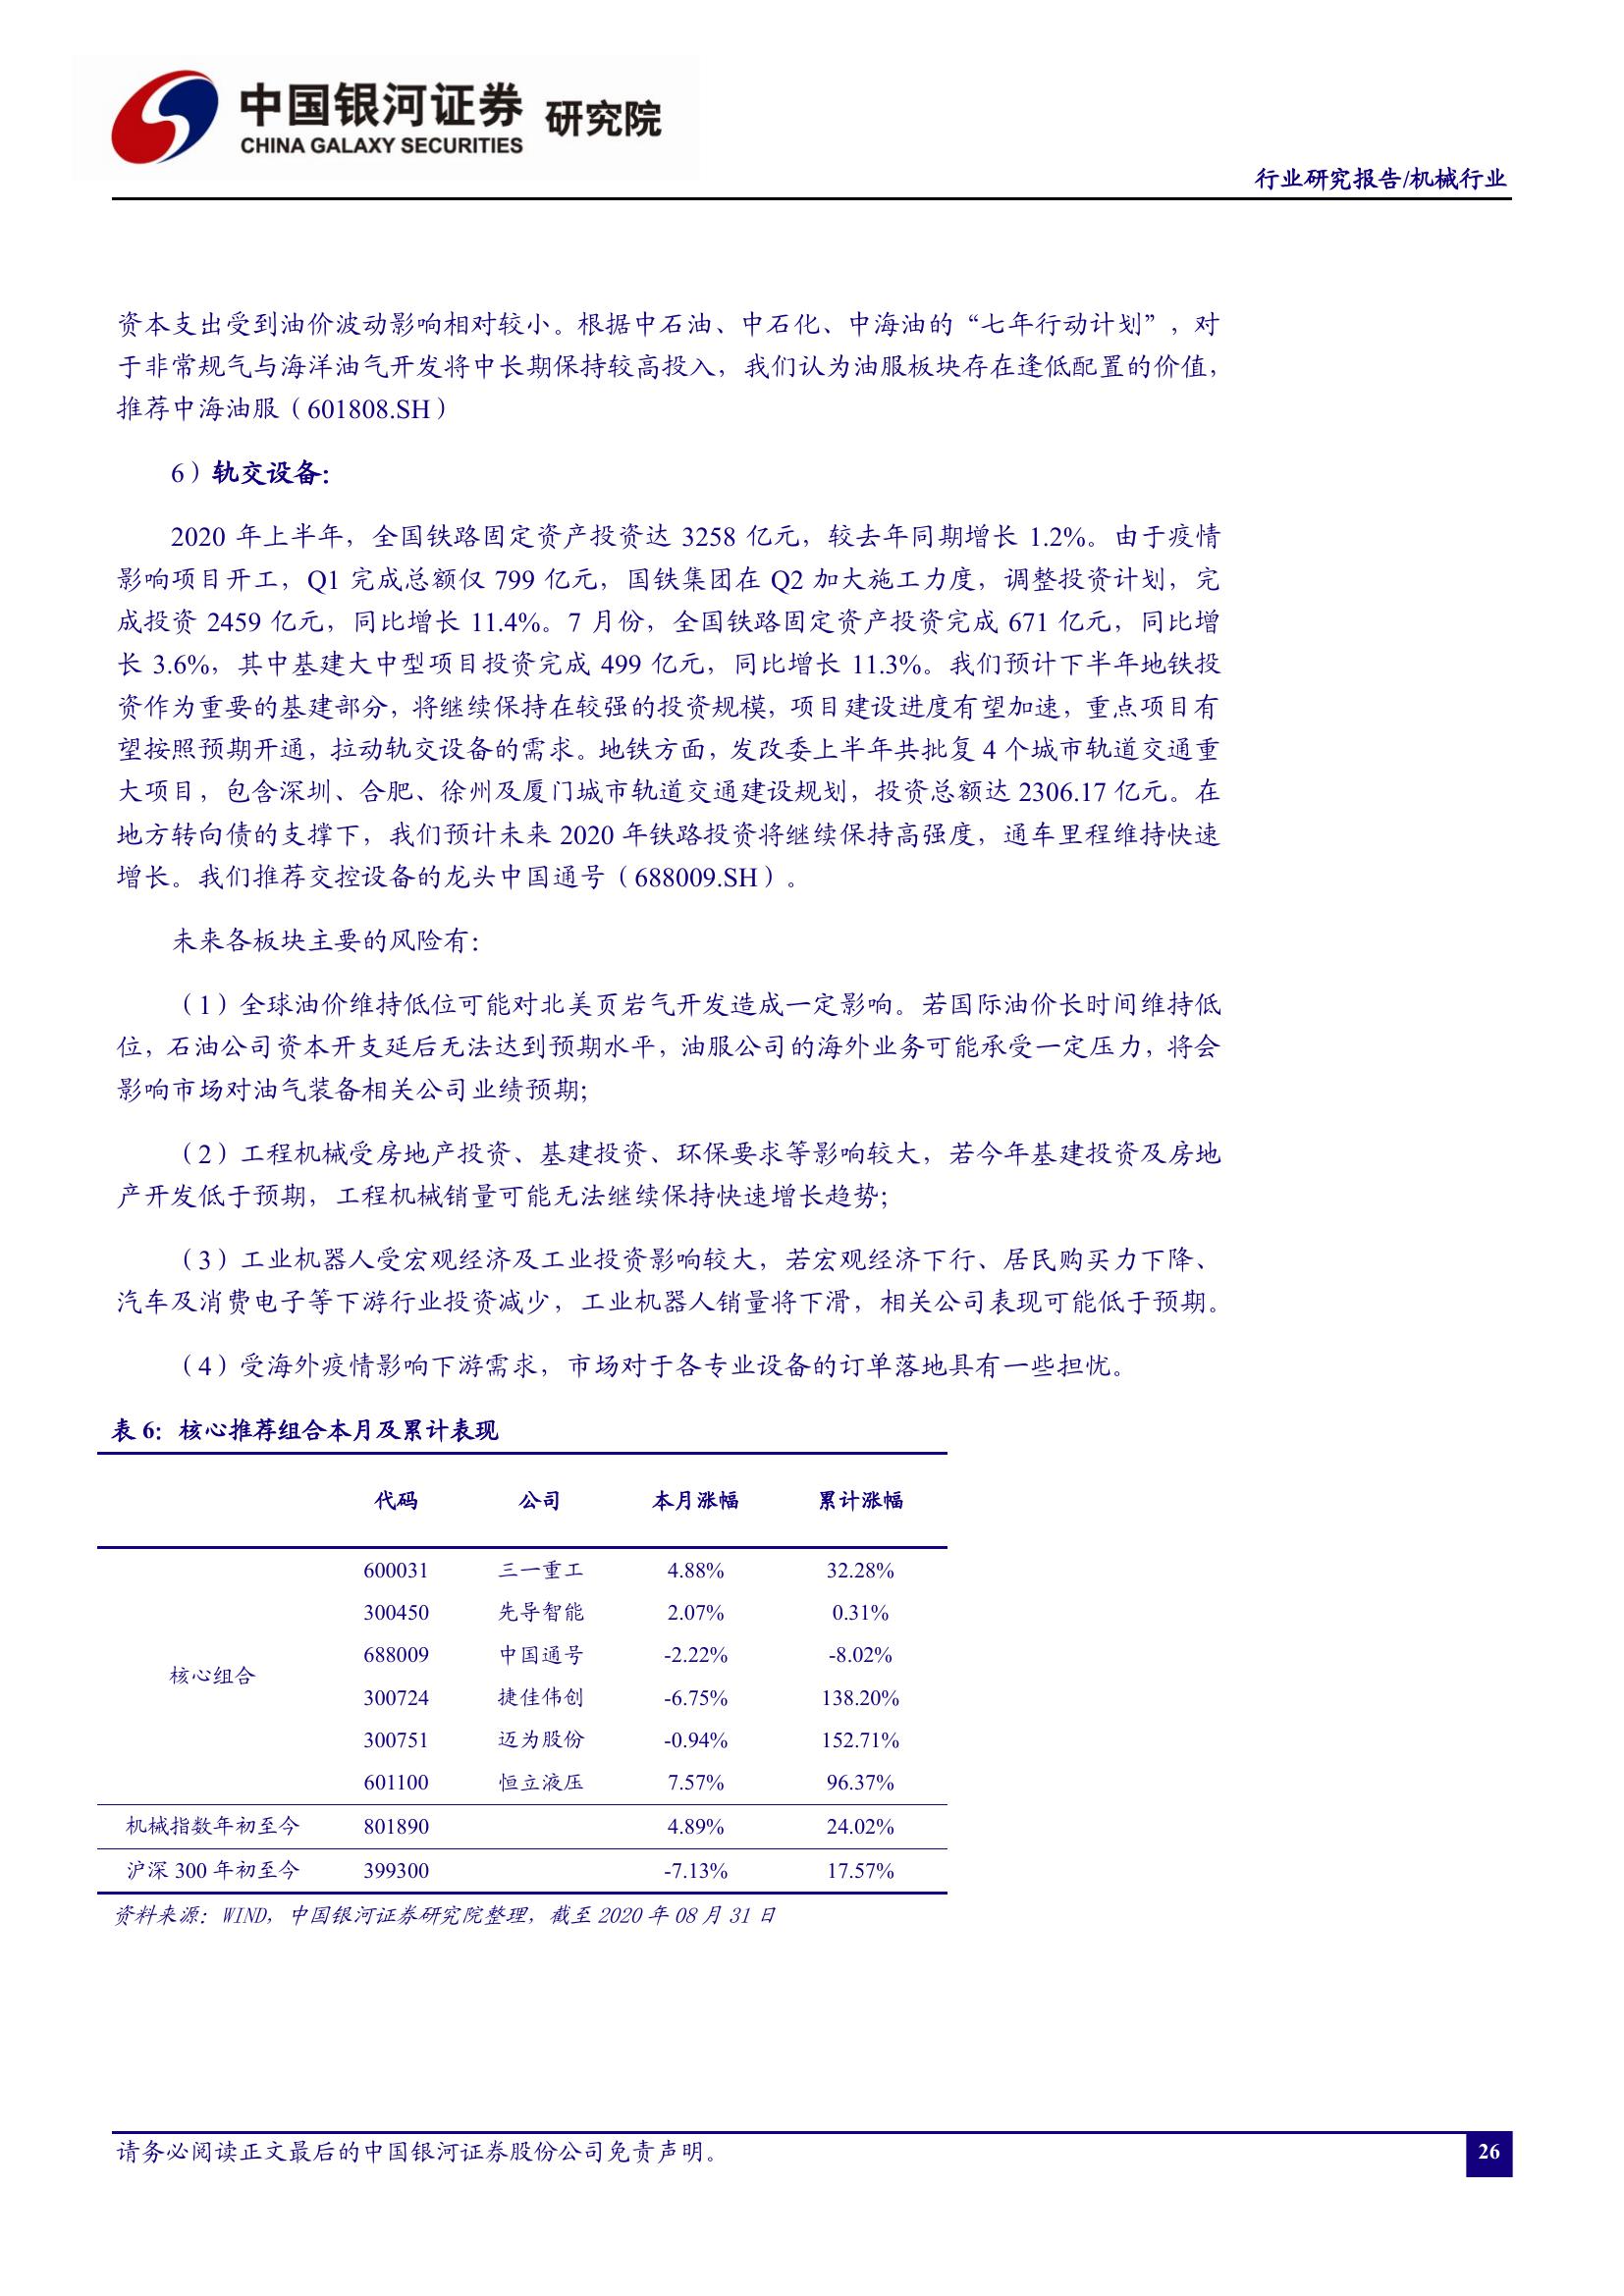 中国银河证券 研究院
CHINA GALAXY SECURITIES
行业研究报告/机械行业
资本支出受到油价波动影响相对较小。根据中石油、中石化、中海油的“七年行动计划”，对
于非常规气与海洋油气开发将中长期保持较高投入，我们认为油服板块存在逢低配置的价值，
推荐中海油服（601808.SH）
6）轨交设备：
2020 年上半年，全国铁路固定资产投资达 3258 亿元，较去年同期增长 1.2%。由于疫情
影响项目开工，Q1 完成总额仅 799 亿元，国铁集团在 Q2 加大施工力度，调整投资计划，完
成投资 2459 亿元，同比增长 11.4%。7 月份，全国铁路固定资产投资完成 671 亿元，同比增
长 3.6%，其中基建大中型项目投资完成 499 亿元，同比增长 11.3%。我们预计下半年地铁投
资作为重要的基建部分，将继续保持在较强的投资规模，项目建设进度有望加速，重点项目有
望按照预期开通，拉动轨交设备的需求。地铁方面，发改委上半年共批复 4 个城市轨道交通重
大项目，包含深圳、合肥、徐州及厦门城市轨道交通建设规划，投资总额达 2306.17 亿元。在
地方转向债的支撑下，我们预计未来 2020 年铁路投资将继续保持高强度，通车里程维持快速
增长。我们推荐交控设备的龙头中国通号（688009.SH）。
未来各板块主要的风险有：
（1）全球油价维持低位可能对北美页岩气开发造成一定影响。若国际油价长时间维持低
位，石油公司资本开支延后无法达到预期水平，油服公司的海外业务可能承受一定压力，将会
影响市场对油气装备相关公司业绩预期；
（2）工程机械受房地产投资、基建投资、环保要求等影响较大，若今年基建投资及房地
产开发低于预期，工程机械销量可能无法继续保持快速增长趋势；
（3）工业机器人受宏观经济及工业投资影响较大，若宏观经济下行、居民购买力下降、
汽车及消费电子等下游行业投资减少，工业机器人销量将下滑，相关公司表现可能低于预期。
（4）受海外疫情影响下游需求，市场对于各专业设备的订单落地具有一些担忧。
表 6：核心推荐组合本月及累计表现
代码 公司 本月涨幅 累计涨幅
600031 三一重工 4.88% 32.28%
300450 先导智能 2.07% 0.31%
688009 中国通号 -2.22% -8.02%
核心组合
300724 捷佳伟创 -6.75% 138.20%
300751 迈为股份 -0.94% 152.71%
601100 恒立液压 7.57% 96.37%
机械指数年初至今 801890 4.89% 24.02%
沪深 300 年初至今 399300 -7.13% 17.57%
资料来源：WIND，中国银河证券研究院整理，截至 2020 年 08 月 31 日
请务必阅读正文最后的中国银河证券股份公司免责声明。
26